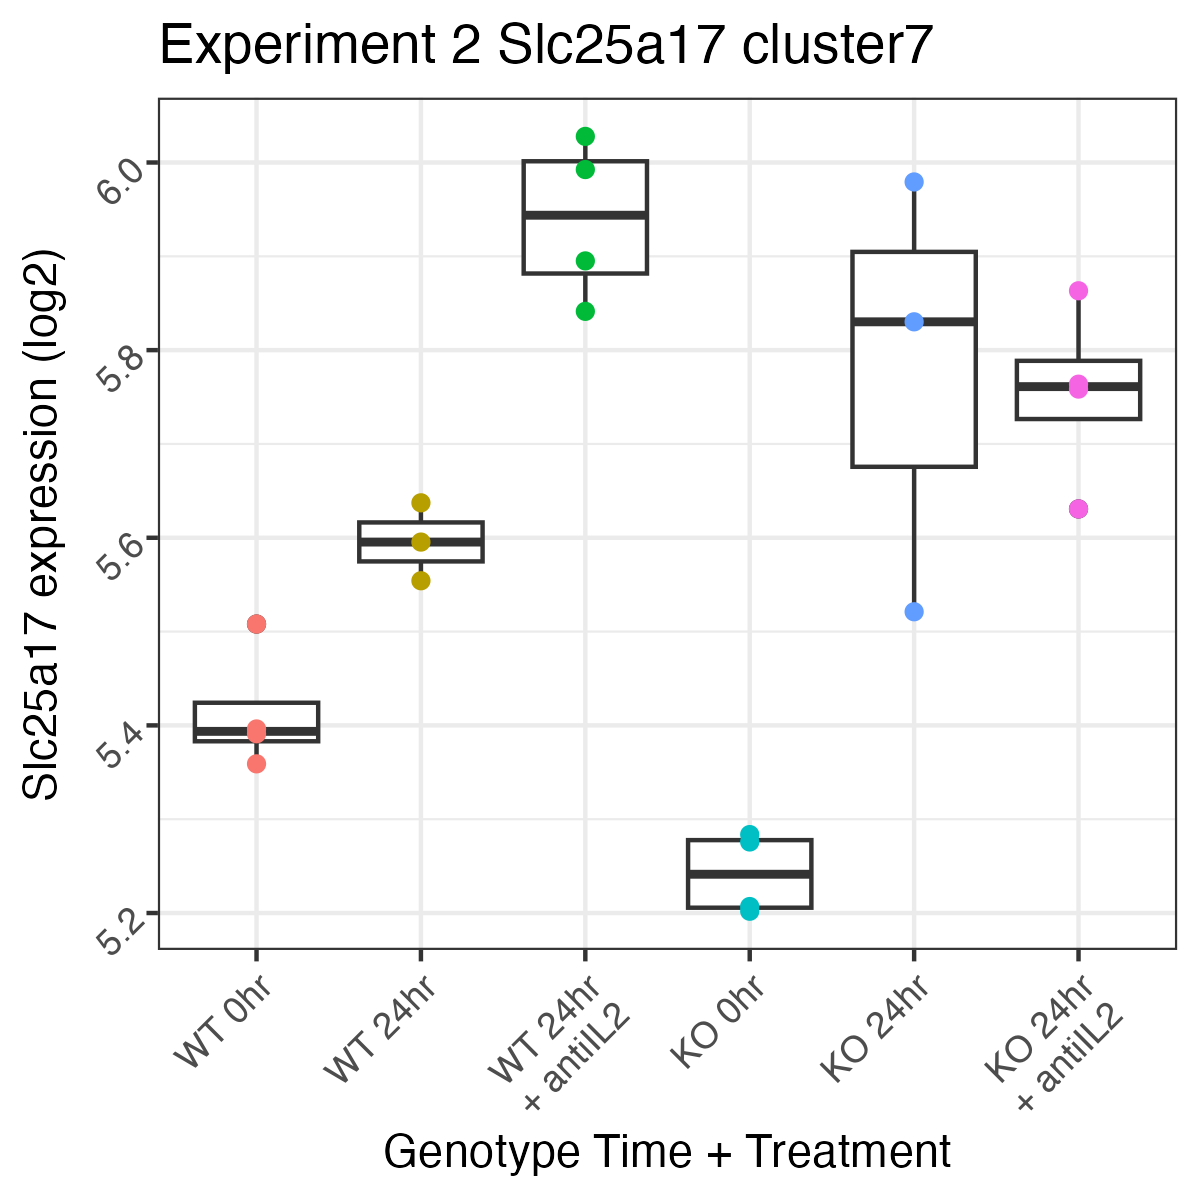 Experiment 2 Slc25a17 cluster7
Slc25a17 expression (log2)
6.0
5.8
5.6
5.4
5.2
WT 0hr
WT 24hr
WT 24hr
+ antiIL2
KO 0hr
KO 24hr
KO 24hr
+ antiIL2
Genotype Time + Treatment